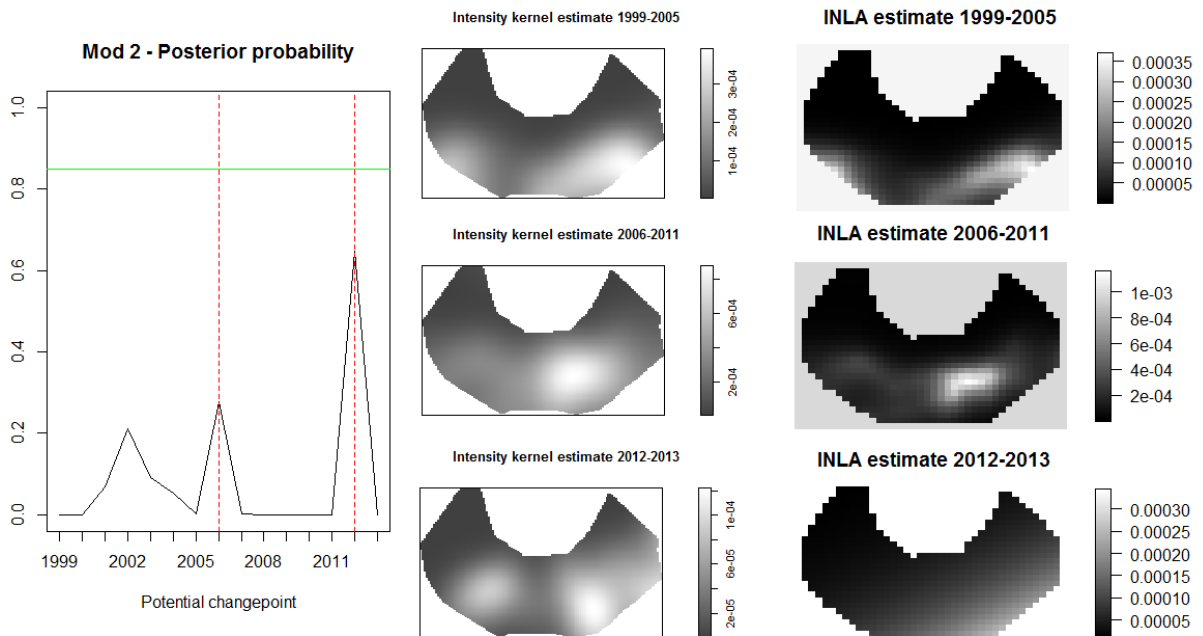 Mod 2 - Posterior probability
1.0
0.8
0.6
0.4
0.2
0.0
1999
2002
2005
2008
2011
Potential changepoint
Intensity kernel estimate 1999-2005
3e-04
2e-04
1e-04
INLA estimate 1999-2005
0.00035
0.00030
0.00025
0.00020
0.00015
0.00010
0.00005
Intensity kernel estimate 2006-2011
6e-04
2e-04
INLA estimate 2006-2011
1e-03
8e-04
6e-04
4e-04
2e-04
Intensity kernel estimate 2012-2013
1e-04
6e-05
2e-05
INLA estimate 2012-2013
0.00030
0.00025
0.00020
0.00015
0.00010
0.00005